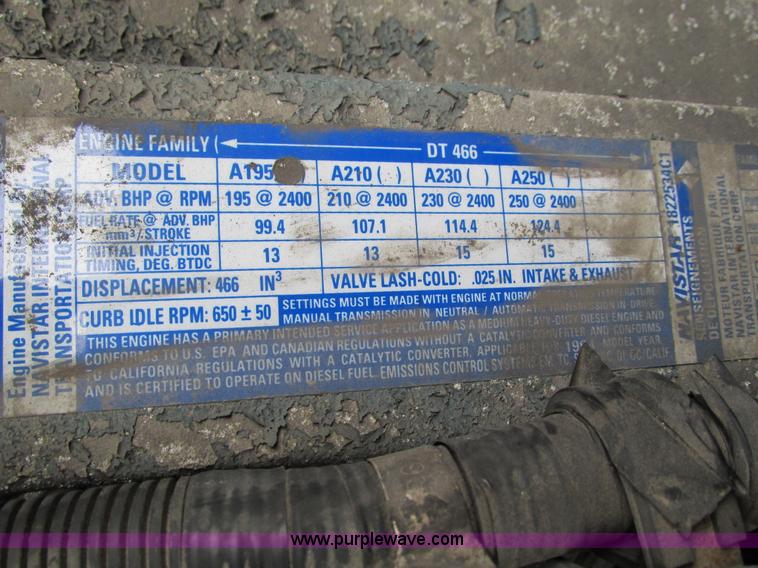 Engine Manufactured by
NAVISTAR INTERNATIONAL
TRANSPORTATION CORP
ENGINE FAMILY ( DT 466
MODEL A195 A210 ( ) A230 ( ) A250 ( )
ADV. BHP @ RPM 195 @ 2400 210 @ 2400 230 @ 2400 250 @ 2400
FUEL RATE @ ADV. BHP
mm³/STROKE 99.4 107.1 114.4 124.4
INITIAL INJECTION
TIMING, DEG. BTDC 13 13 15 15
DISPLACEMENT: 466 IN³ VALVE LASH-COLD: .025 IN. INTAKE & EXHAUST
CURB IDLE RPM: 650 ± 50
SETTINGS MUST BE MADE WITH ENGINE AT NORMAL TEMPERATURE
MANUAL TRANSMISSION IN NEUTRAL / AUTOMATIC TRANSMISSION IN DRIVE.
THIS ENGINE HAS A PRIMARY INTENDED SERVICE APPLICATION AS A MEDIUM HEAVY-DUTY DIESEL ENGINE AND
CONFORMS TO U.S. EPA AND CANADIAN REGULATIONS WITHOUT A CATALYTIC CONVERTER AND CONFORMS
TO CALIFORNIA REGULATIONS WITH A CATALYTIC CONVERTER, MODEL YEAR
AND IS CERTIFIED TO OPERATE ON DIESEL FUEL. EMISSIONS CONTROL SYSTEMS
NAVISTAR 1822534C1
RENSEIGNEMENTS
MOTEUR FABRIQUÉ PAR
NAVISTAR INTERNATIONAL
TRANSPORTATION CORP
www.purplewave.com